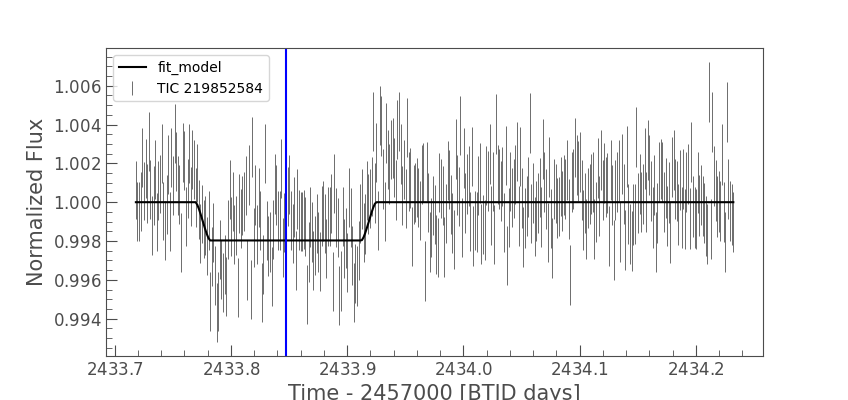 fit_model
TIC 219852584
Normalized Flux
1.006
1.004
1.002
1.000
0.998
0.996
0.994
2433.7 2433.8 2433.9 2434.0 2434.1 2434.2
Time - 2457000 [BTJD days]